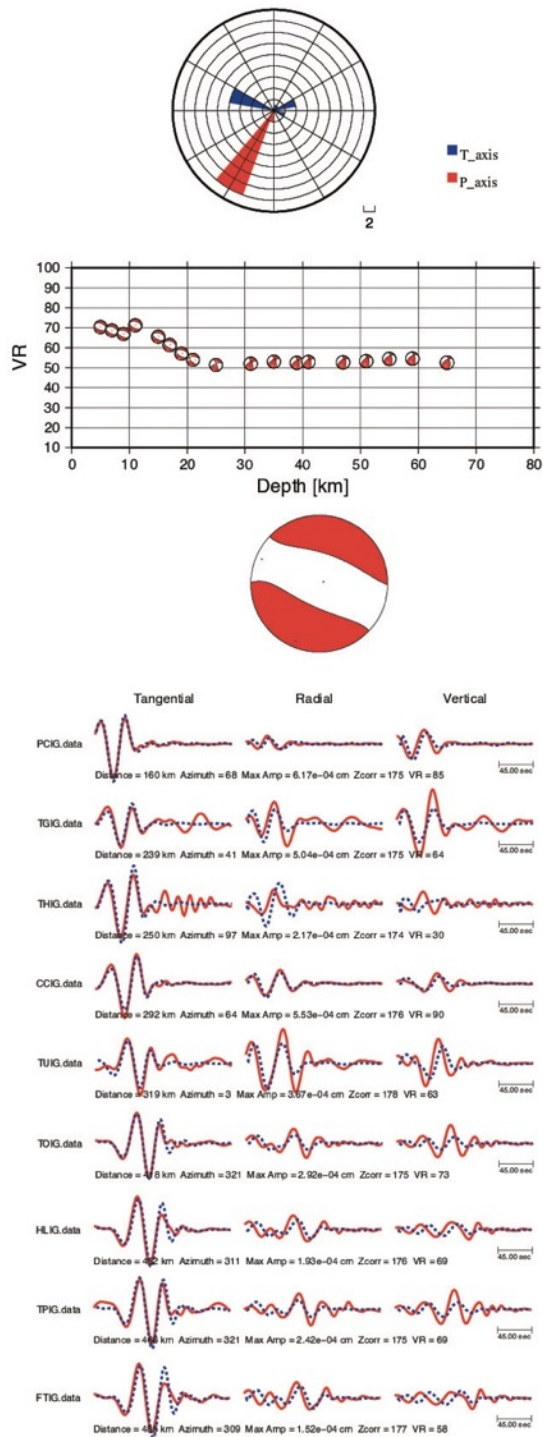 T_axis
P_axis
2
100
90
80
70
60
50
40
30
20
10
VR
0 10 20 30 40 50 60 70 80
Depth [km]
Tangential Radial Vertical
PCIG.data
45.00 sec
Distance = 160 km Azimuth = 68 Max Amp = 6.17e-04 cm Zcorr = 175 VR = 85
TGIG.data
45.00 sec
Distance = 239 km Azimuth = 41 Max Amp = 5.04e-04 cm Zcorr = 175 VR = 64
THIG.data
45.00 sec
Distance = 250 km Azimuth = 97 Max Amp = 2.17e-04 cm Zcorr = 174 VR = 30
CCIG.data
45.00 sec
Distance = 292 km Azimuth = 64 Max Amp = 5.53e-04 cm Zcorr = 176 VR = 90
TUIG.data
45.00 sec
Distance = 319 km Azimuth = 3 Max Amp = 3.67e-04 cm Zcorr = 178 VR = 63
TOIG.data
45.00 sec
Distance = km Azimuth = 321 Max Amp = 2.92e-04 cm Zcorr = 175 VR = 73
HLIG.data
45.00 sec
Distance = km Azimuth = 311 Max Amp = 1.93e-04 cm Zcorr = 176 VR = 69
TPIG.data
45.00 sec
Distance = km Azimuth = 321 Max Amp = 2.42e-04 cm Zcorr = 175 VR = 69
FTIG.data
45.00 sec
Distance = km Azimuth = 309 Max Amp = 1.52e-04 cm Zcorr = 177 VR = 58